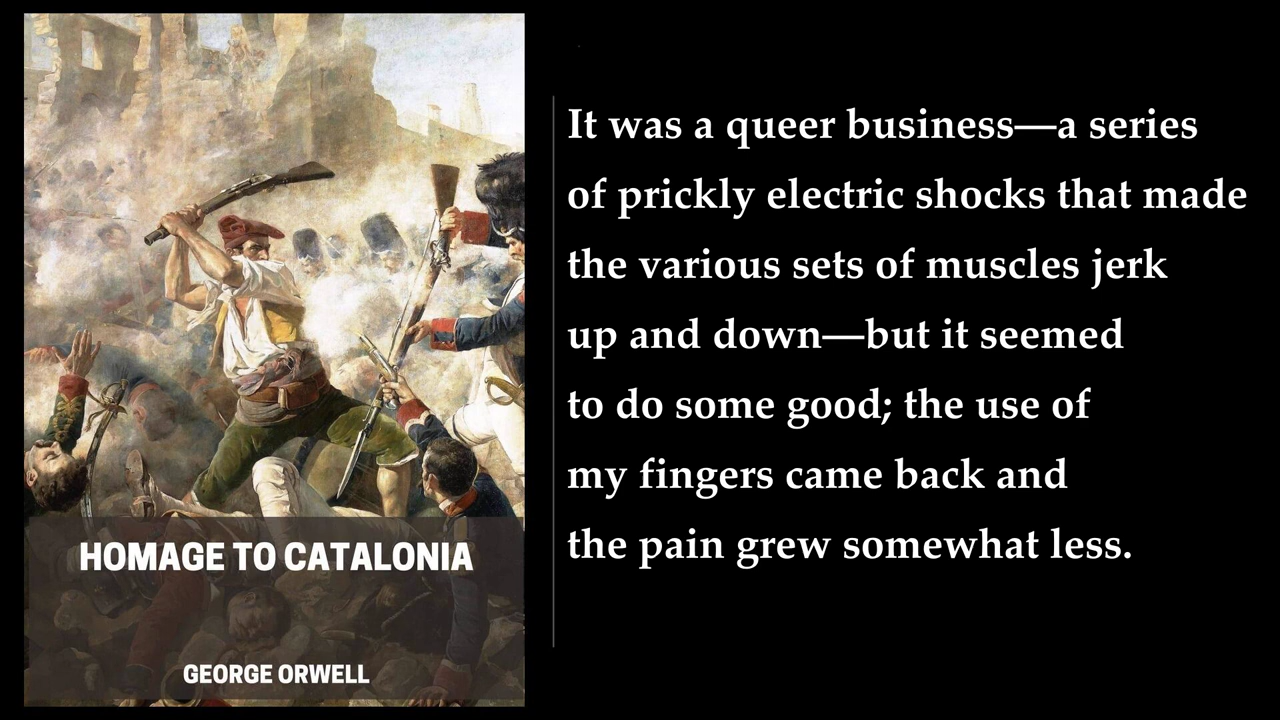 HOMAGE TO CATALONIA
GEORGE ORWELL
It was a queer business—a series
of prickly electric shocks that made
the various sets of muscles jerk
up and down—but it seemed
to do some good; the use of
my fingers came back and
the pain grew somewhat less.